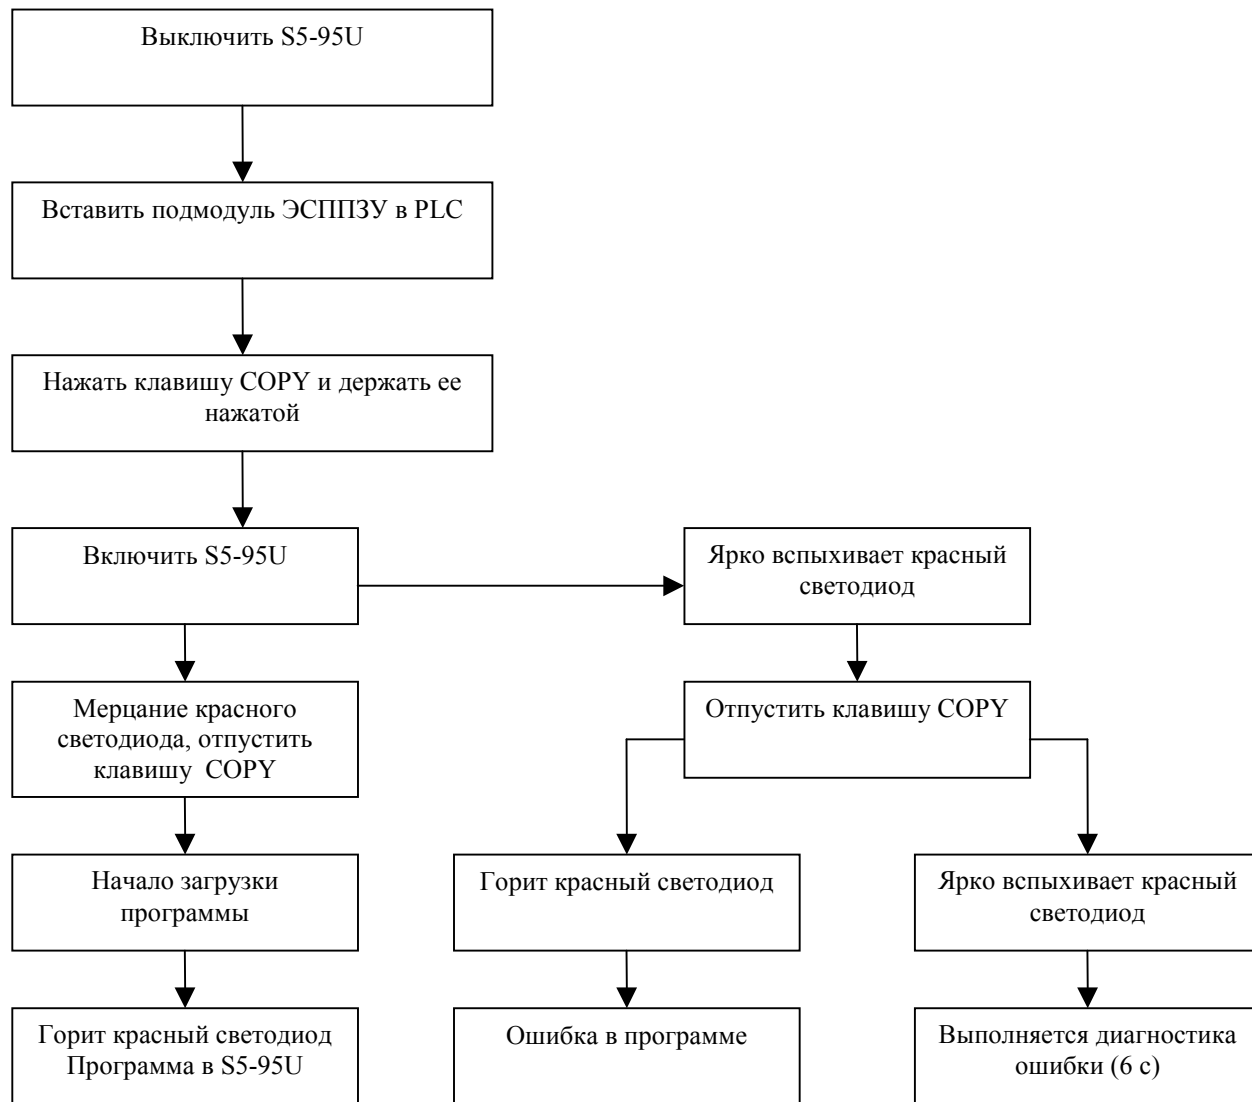 Выключить S5-95U
Вставить подмодуль ЭСППЗУ в PLC
Нажать клавишу COPY и держать ее
нажатой
Включить S5-95U
Ярко вспыхивает красный
светодиод
Мерцание красного
светодиода, отпустить
клавишу COPY
Отпустить клавишу COPY
Начало загрузки
программы
Горит красный светодиод
Ярко вспыхивает красный
светодиод
Горит красный светодиод
Программа в S5-95U
Ошибка в программе
Выполняется диагностика
ошибки (6 с)